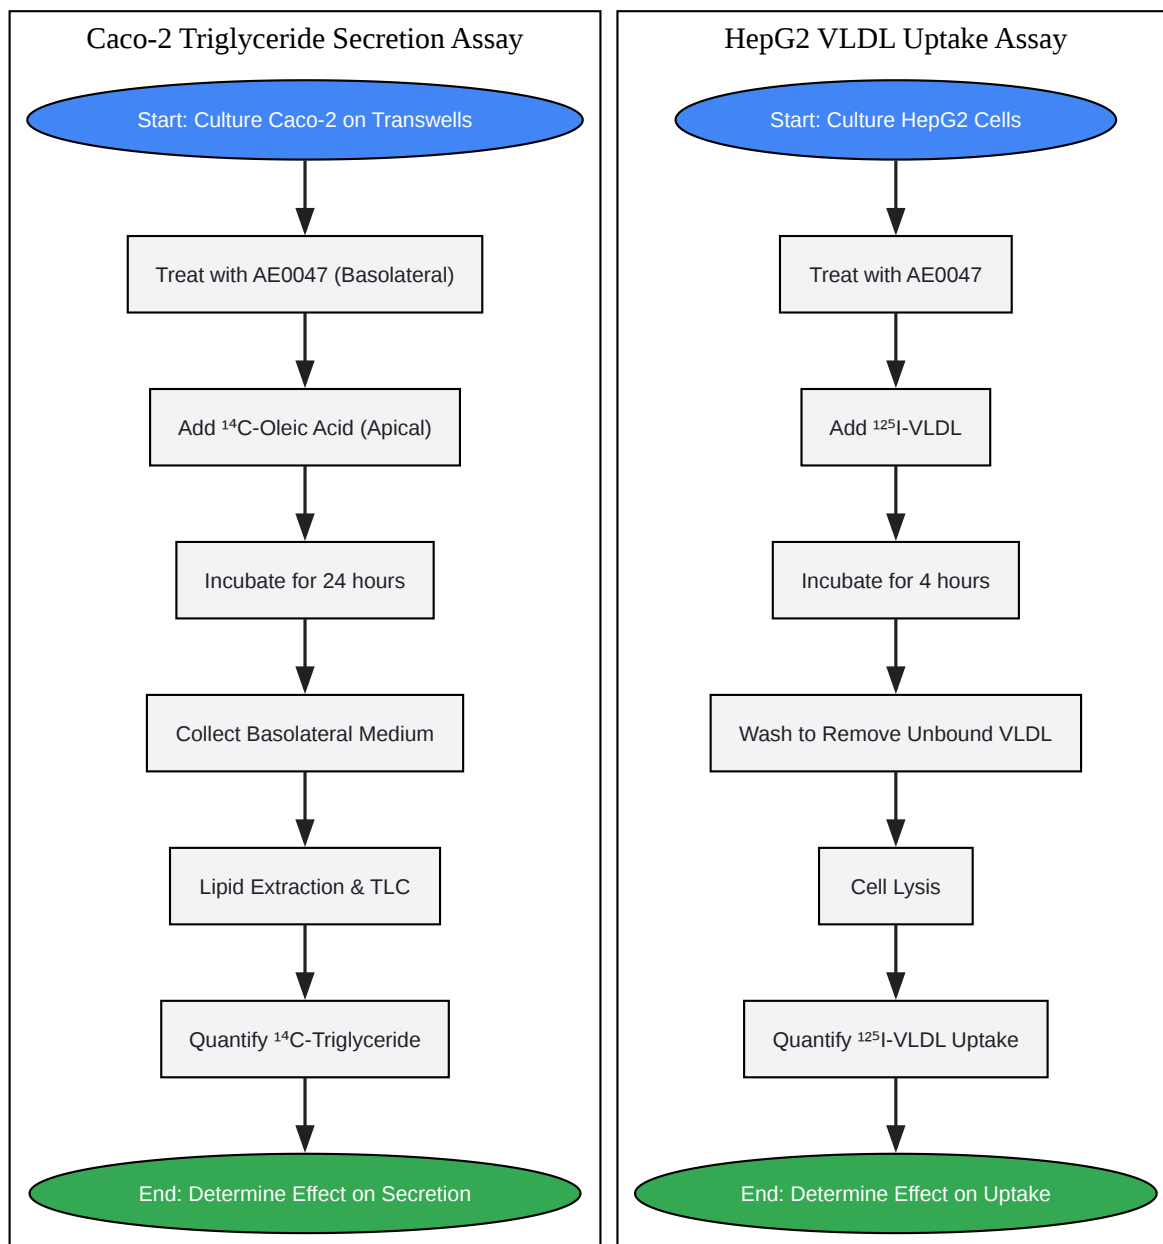 Caco-2 Triglyceride Secretion Assay
Start: Culture Caco-2 on Transwells
Treat with AE0047 (Basolateral)
Add ¹⁴C-Oleic Acid (Apical)
Incubate for 24 hours
Collect Basolateral Medium
Lipid Extraction & TLC
Quantify ¹⁴C-Triglyceride
End: Determine Effect on Secretion
HepG2 VLDL Uptake Assay
Start: Culture HepG2 Cells
Treat with AE0047
Add ¹²⁵I-VLDL
Incubate for 4 hours
Wash to Remove Unbound VLDL
Cell Lysis
Quantify ¹²⁵I-VLDL Uptake
End: Determine Effect on Uptake